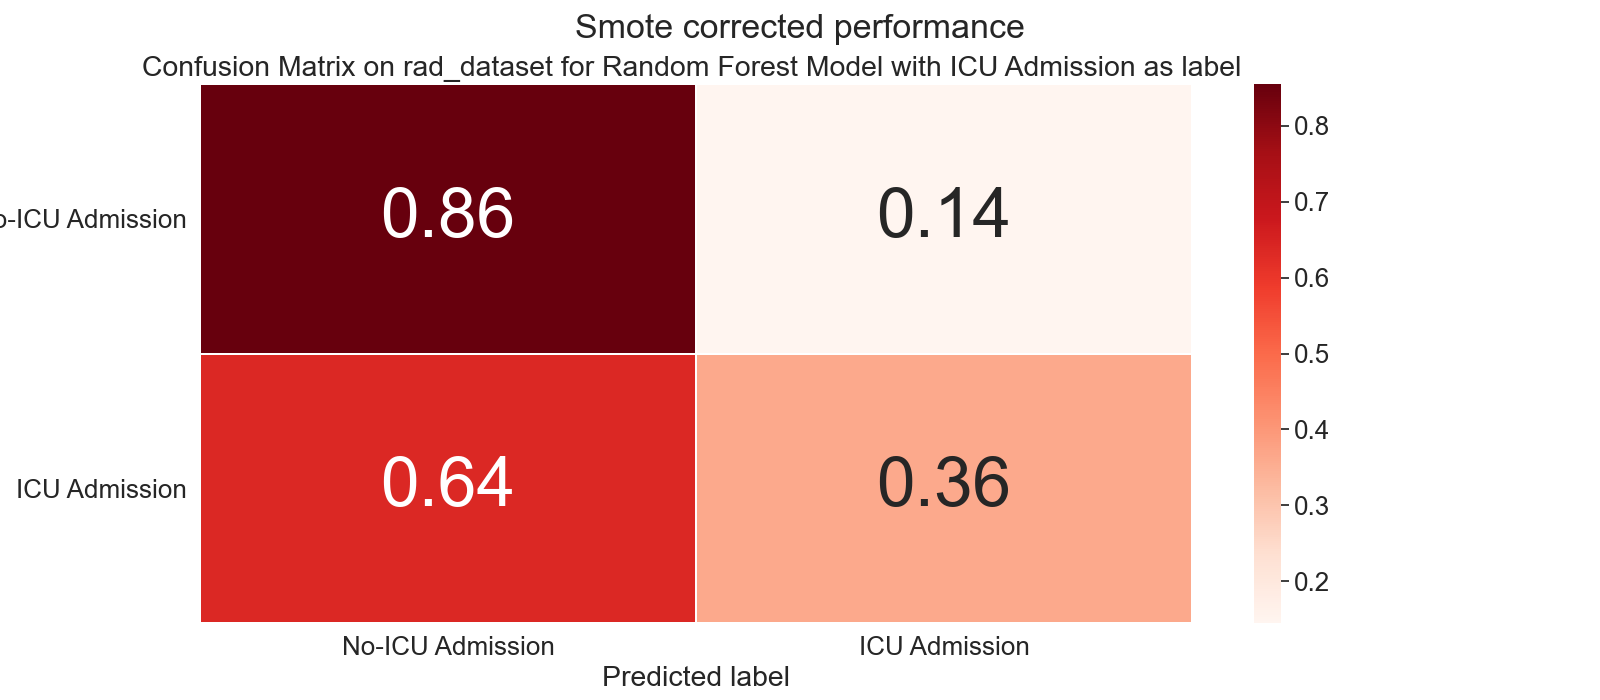 Smote corrected performance
Confusion Matrix on rad_dataset for Random Forest Model with ICU Admission as label
0.86 0.14
o-ICU Admission
0.64 0.36
ICU Admission
No-ICU Admission ICU Admission
Predicted label
0.8
0.7
0.6
0.5
0.4
0.3
0.2